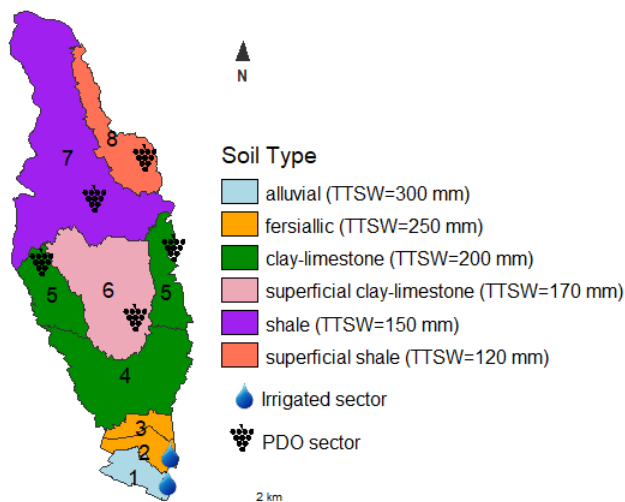 N
8
7
Soil Type
alluvial (TTSW=300 mm)
fersiallic (TTSW=250 mm)
clay-limestone (TTSW=200 mm)
superficial clay-limestone (TTSW=170 mm)
shale (TTSW=150 mm)
superficial shale (TTSW=120 mm)
5
6
5
4
Irrigated sector
3
PDO sector
2
1
2 km